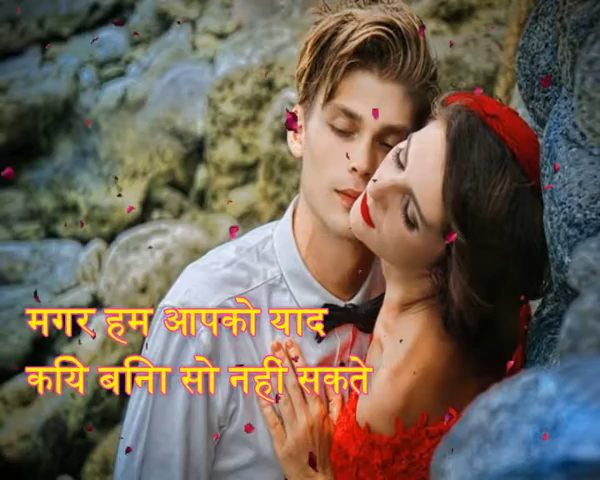 मगर हम आपको याद
कयि बनिा सो नहीं सकते